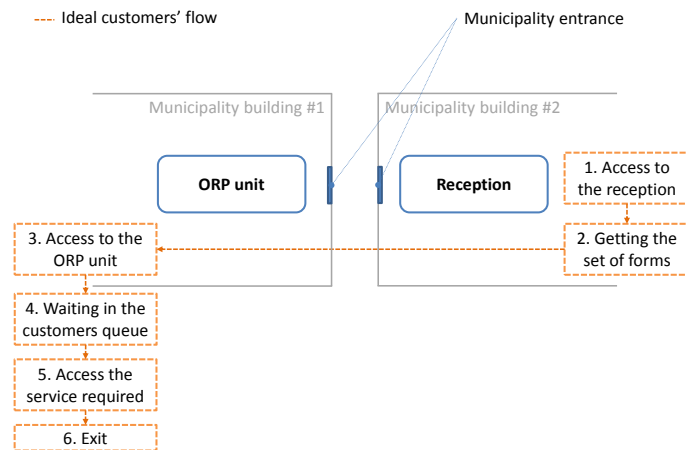 Ideal customers’ flow
Municipality entrance
Municipality building #1
Municipality building #2
ORP unit
Reception
1. Access to
the reception
2. Getting the
set of forms
3. Access to the
ORP unit
4. Waiting in the
customers queue
5. Access the
service required
6. Exit